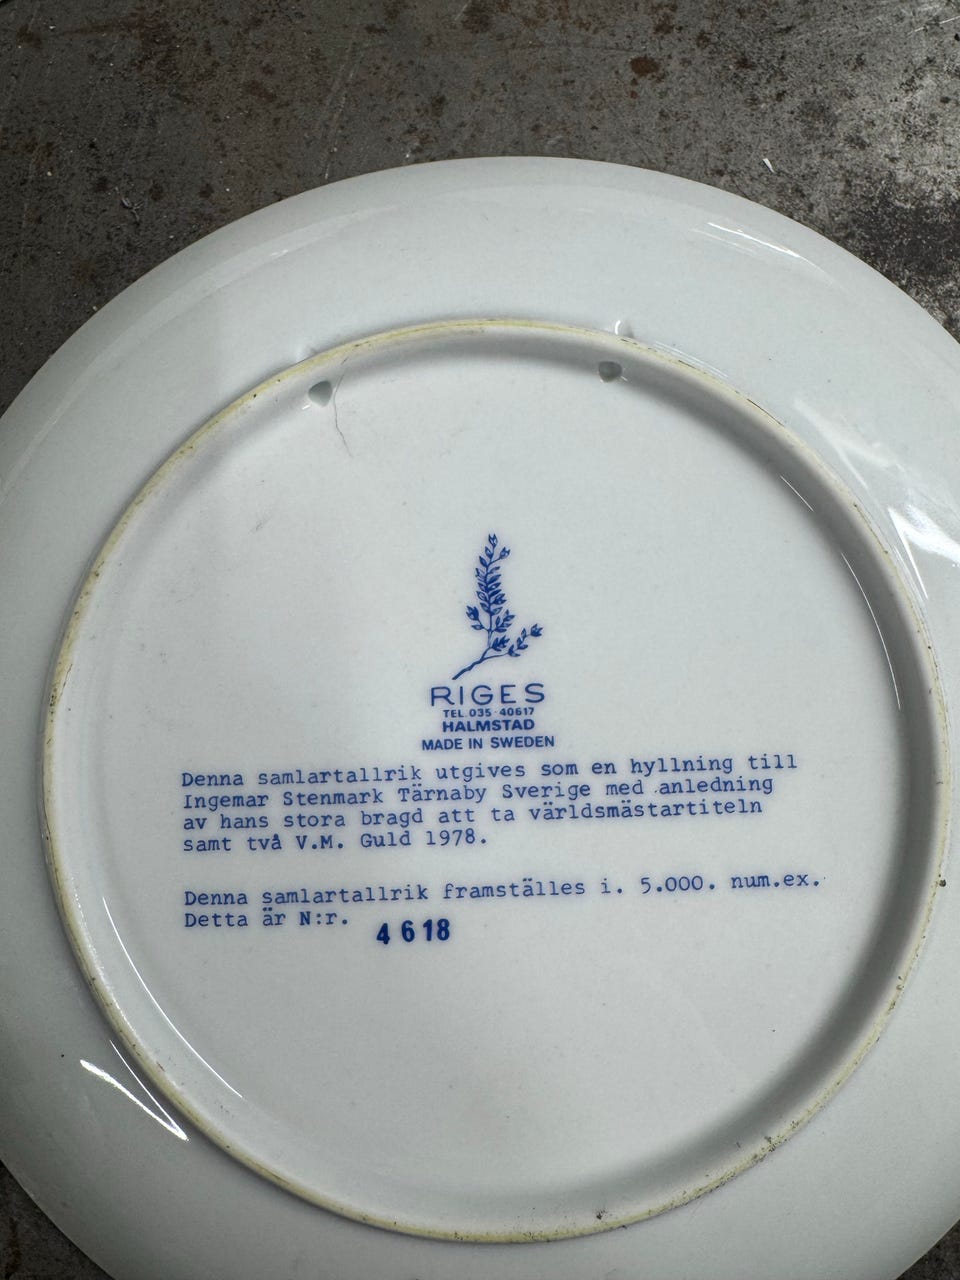 RIGES
TEL.035-40617
HALMSTAD
MADE IN SWEDEN
Denna samlartallrik utgives som en hyllning till
Ingemar Stenmark Tärnaby Sverige med anledning
av hans stora bragd att ta världsmästartiteln
samt två V.M. Guld 1978.
Denna samlartallrik framställes i. 5.000. num.ex.
Detta är N:r. 4618